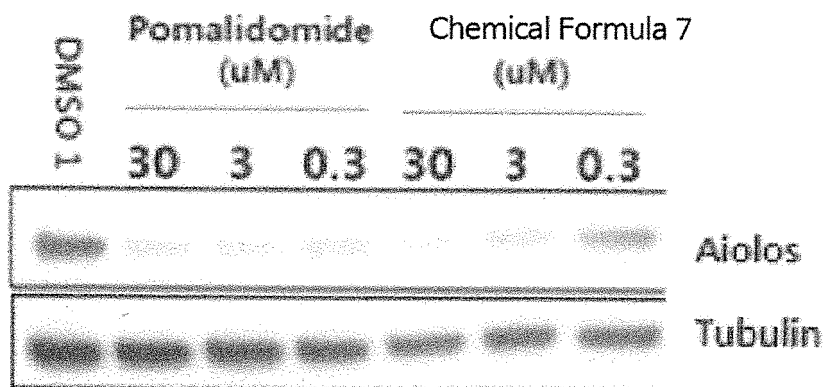 DMSO 1
Pomalidomide
(uM)
Chemical Formula 7
(uM)
30 3 0.3 30 3 0.3
Aiolos
Tubulin